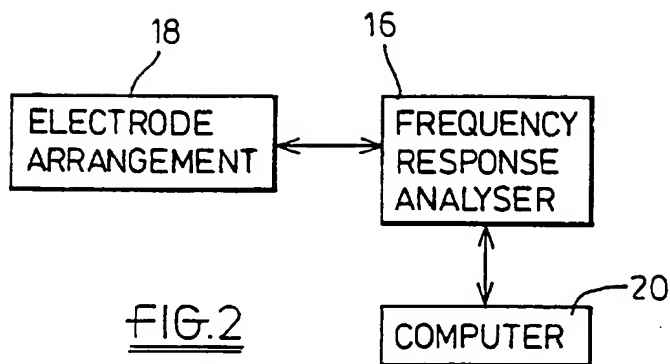 18
ELECTRODE
ARRANGEMENT
16
FREQUENCY
RESPONSE
ANALYSER
20
COMPUTER
FIG.2